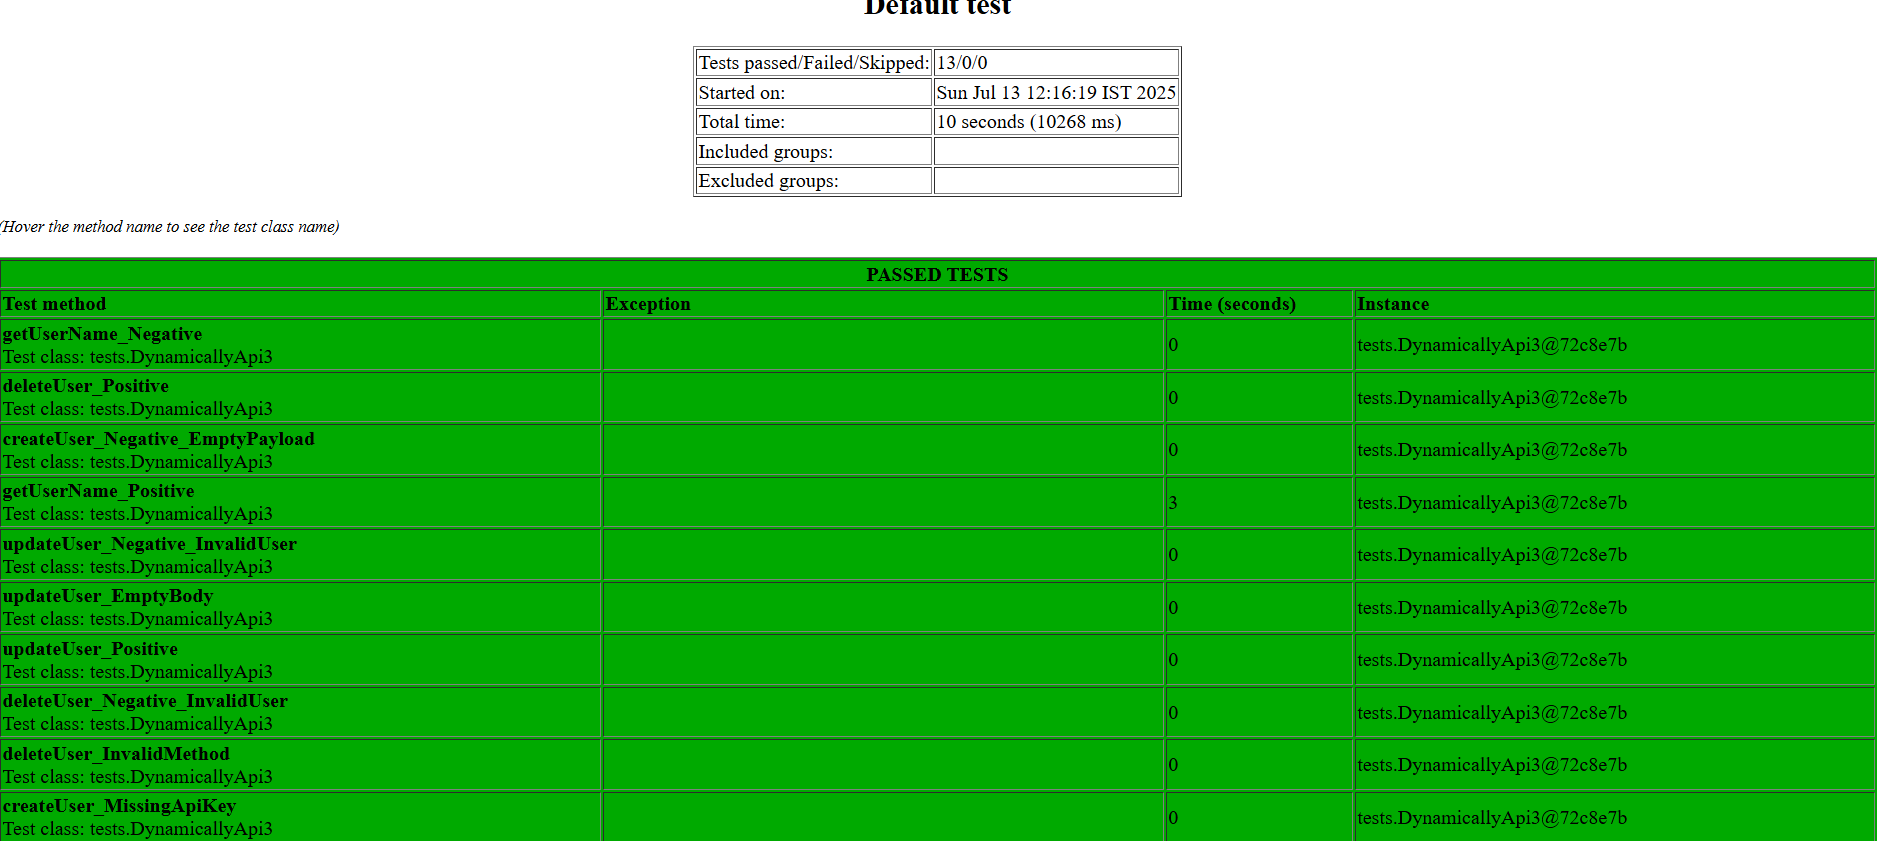 Default test
Tests passed/Failed/Skipped: 13/0/0
Started on: Sun Jul 13 12:16:19 IST 2025
Total time: 10 seconds (10268 ms)
Included groups:
Excluded groups:
(Hover the method name to see the test class name)
PASSED TESTS
Test method Exception Time (seconds) Instance
getUserName_Negative
Test class: tests.DynamicallyApi3
0 tests.DynamicallyApi3@72c8e7b
deleteUser_Positive
Test class: tests.DynamicallyApi3
0 tests.DynamicallyApi3@72c8e7b
createUser_Negative_EmptyPayload
Test class: tests.DynamicallyApi3
0 tests.DynamicallyApi3@72c8e7b
getUserName_Positive
Test class: tests.DynamicallyApi3
3 tests.DynamicallyApi3@72c8e7b
updateUser_Negative_InvalidUser
Test class: tests.DynamicallyApi3
0 tests.DynamicallyApi3@72c8e7b
updateUser_EmptyBody
Test class: tests.DynamicallyApi3
0 tests.DynamicallyApi3@72c8e7b
updateUser_Positive
Test class: tests.DynamicallyApi3
0 tests.DynamicallyApi3@72c8e7b
deleteUser_Negative_InvalidUser
Test class: tests.DynamicallyApi3
0 tests.DynamicallyApi3@72c8e7b
deleteUser_InvalidMethod
Test class: tests.DynamicallyApi3
0 tests.DynamicallyApi3@72c8e7b
createUser_MissingApiKey
Test class: tests.DynamicallyApi3
0 tests.DynamicallyApi3@72c8e7b